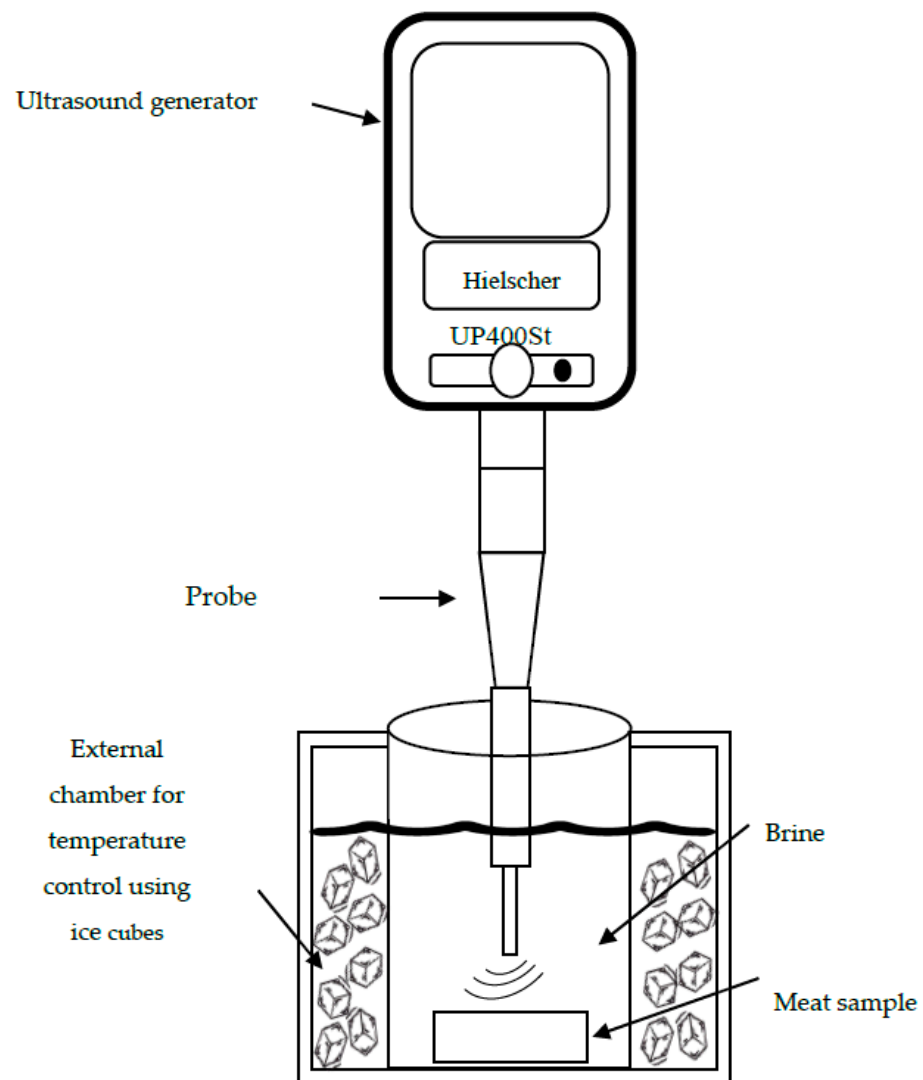 Ultrasound generator
Hielscher
UP400St
Probe
External
chamber for
temperature
control using
ice cubes
Brine
Meat sample